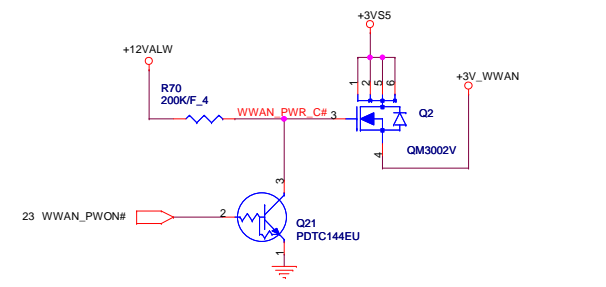 +3VS5
+12VALW
+3V_WWAN
R70
200K/F_4
1
2
5
6
WWAN_PWR_C#
3
Q2
4
QM3002V
3
23 WWAN_PWON#
2
Q21
PDTC144EU
1